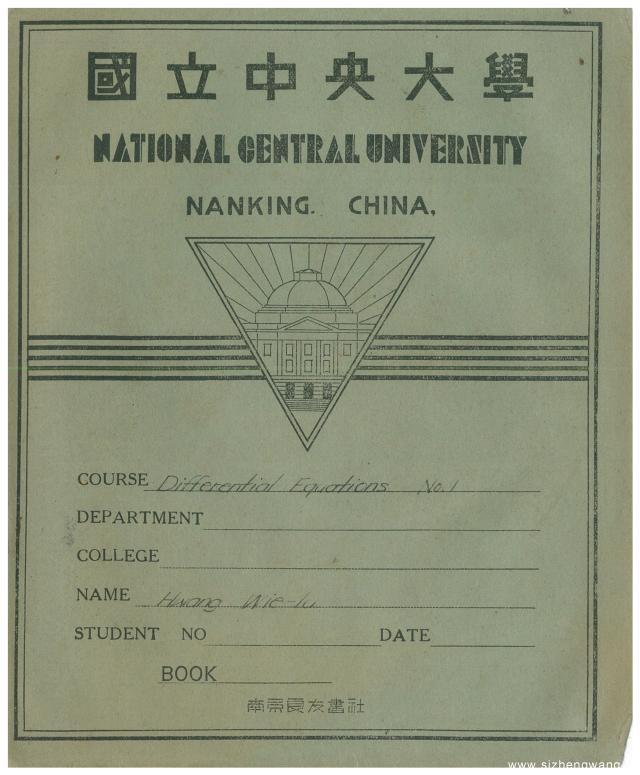 國立中央大學
NATIONAL CENTRAL UNIVERSITY
NANKING. CHINA,
COURSE Differential Equations No.1
DEPARTMENT
COLLEGE
NAME Hwang Wie-lu
STUDENT NO DATE
BOOK
南京夏友書社
www.sizhengwang